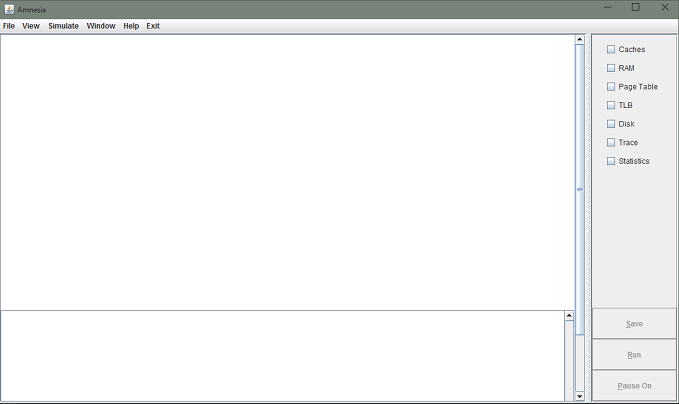 Amnesia
File View Simulate Window Help Exit
Caches
RAM
Page Table
TLB
Disk
Trace
Statistics
Save
Run
Pause On